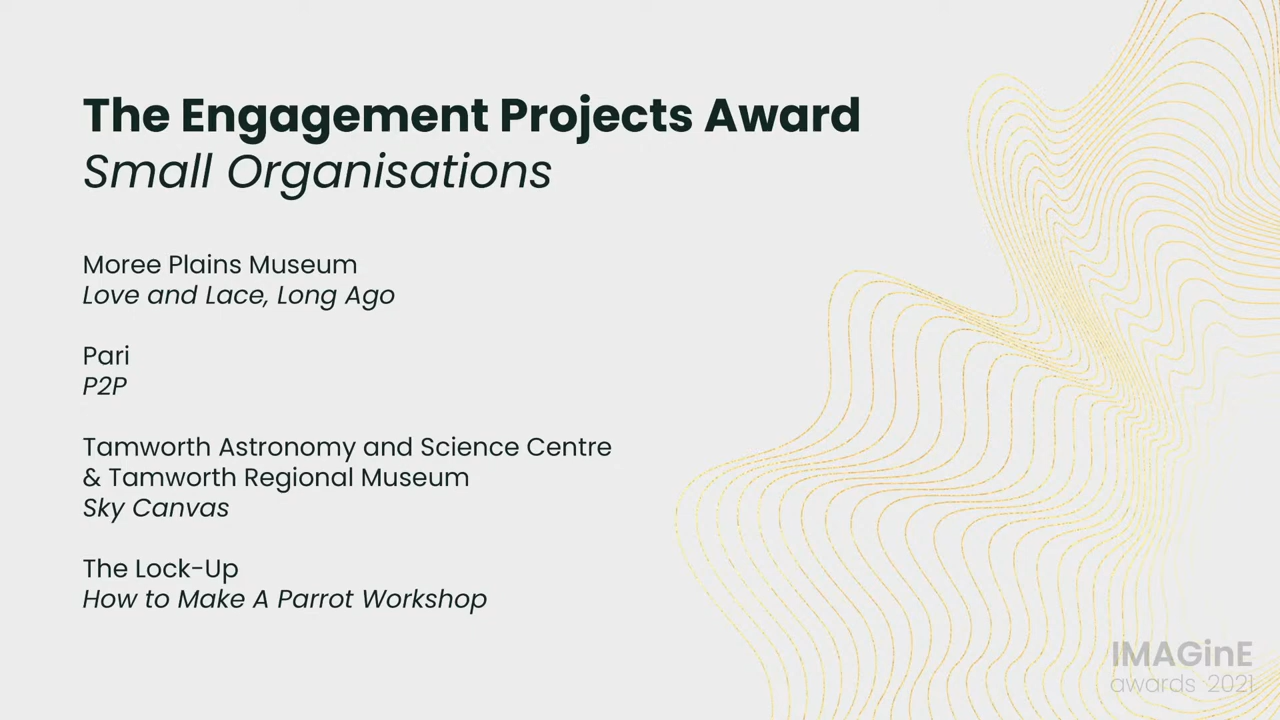 The Engagement Projects Award
Small Organisations
Moree Plains Museum
Love and Lace, Long Ago
Pari
P2P
Tamworth Astronomy and Science Centre
& Tamworth Regional Museum
Sky Canvas
The Lock-Up
How to Make A Parrot Workshop
IMAGinE
awards 2021